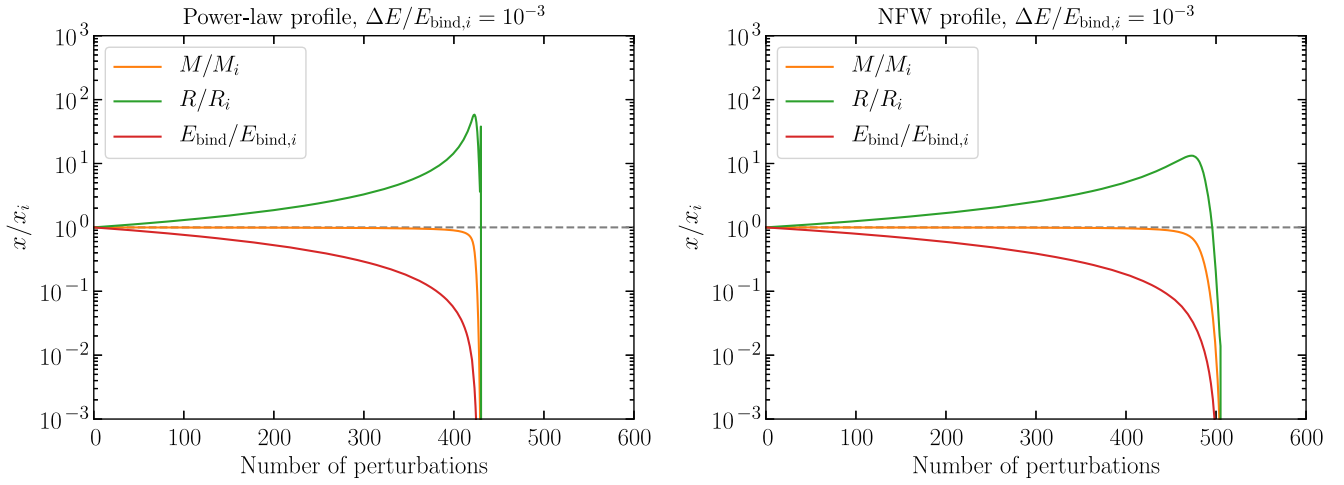 Power-law profile, ΔE/E_bind,i = 10^−3
10^3
10^2
10^1
10^0
10^−1
10^−2
10^−3
x/x_i
M/M_i
R/R_i
E_bind/E_bind,i
0 100 200 300 400 500 600
Number of perturbations
NFW profile, ΔE/E_bind,i = 10^−3
10^3
10^2
10^1
10^0
10^−1
10^−2
10^−3
x/x_i
M/M_i
R/R_i
E_bind/E_bind,i
0 100 200 300 400 500 600
Number of perturbations